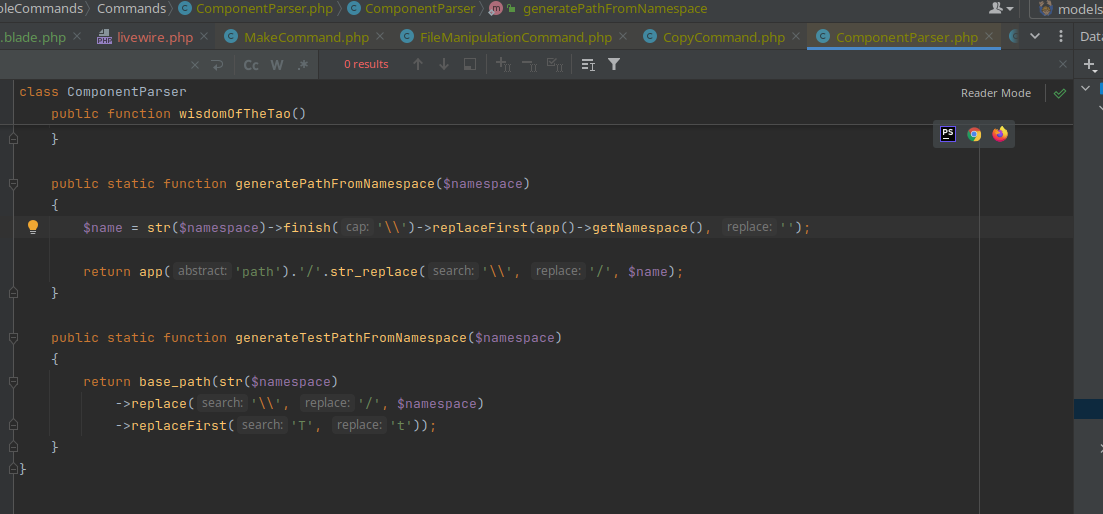 bleCommands Commands ComponentParser.php ComponentParser generatePathFromNamespace models
.blade.php livewire.php MakeCommand.php FileManipulationCommand.php CopyCommand.php ComponentParser.php Data
Cc W .* 0 results
class ComponentParser
Reader Mode
public function wisdomOfTheTao()
}
PS
public static function generatePathFromNamespace($namespace)
{
$name = str($namespace)->finish( cap: '\\')->replaceFirst(app()->getNamespace(), replace: '');
return app( abstract: 'path').'/'.str_replace( search: '\\', replace: '/', $name);
}
public static function generateTestPathFromNamespace($namespace)
{
return base_path(str($namespace)
->replace( search: '\\', replace: '/', $namespace)
->replaceFirst( search: 'T', replace: 't'));
}
}